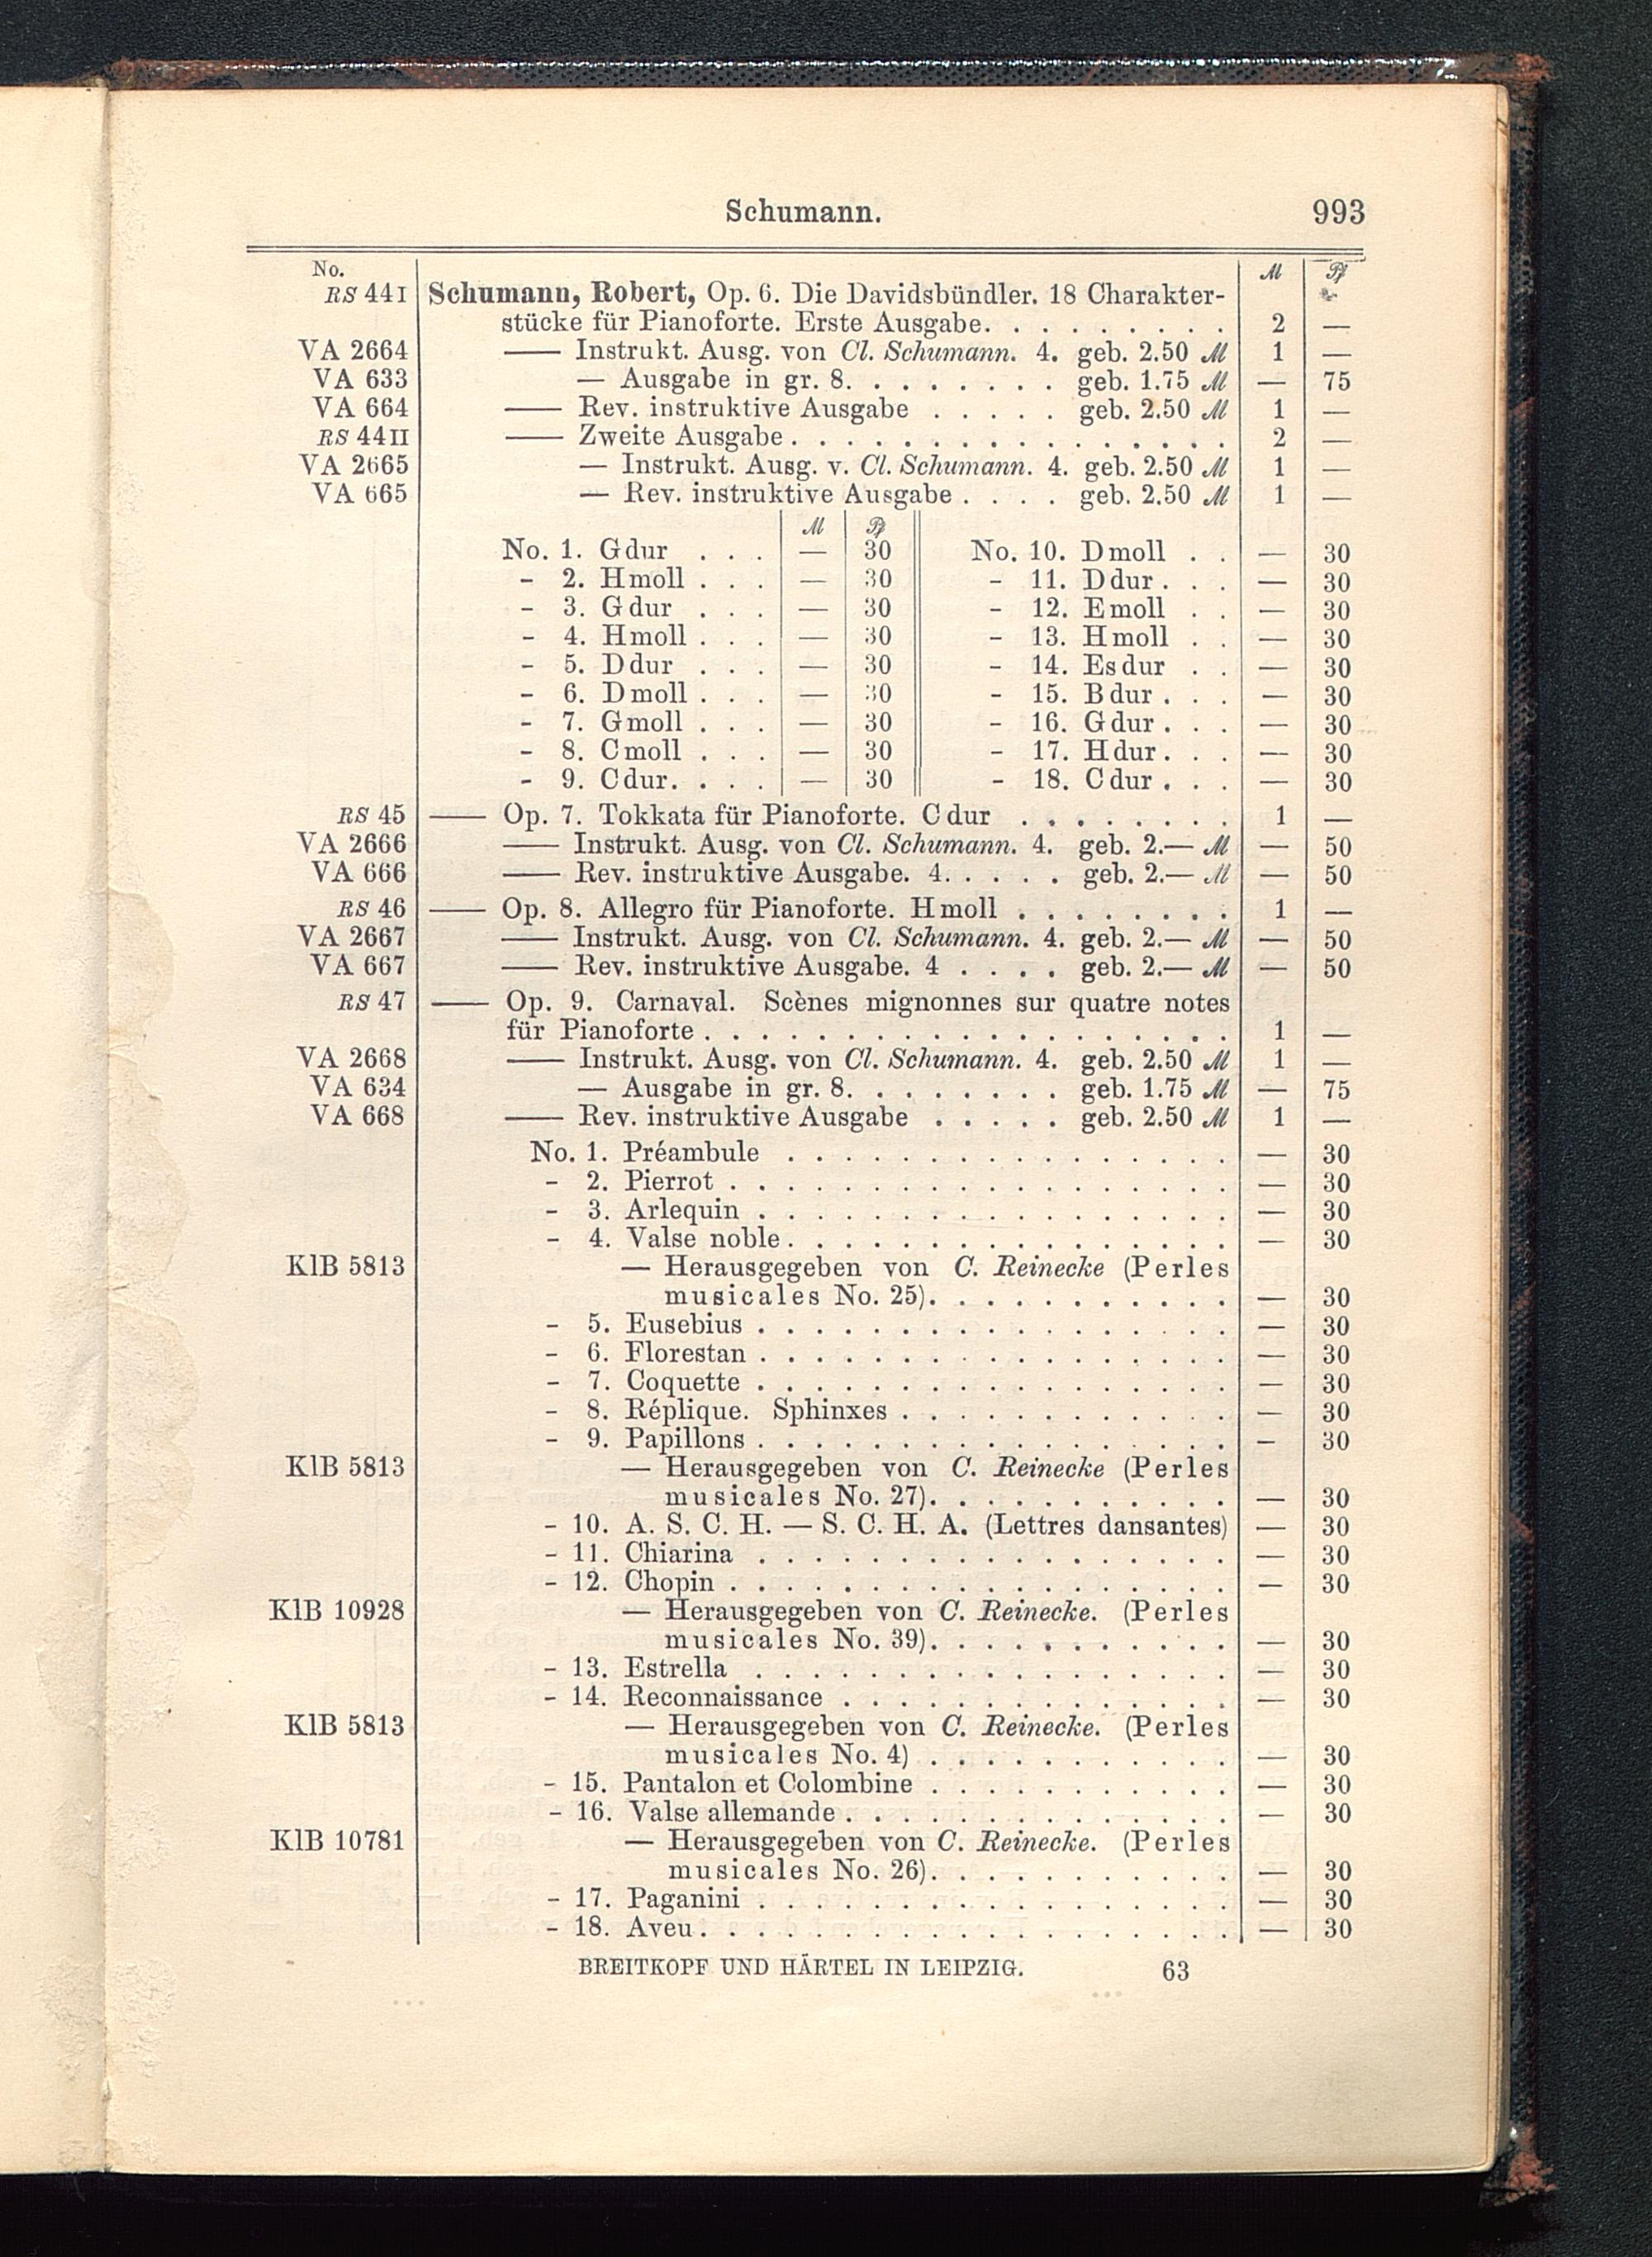 Schumann. 993
No. M Pf
RS 44I Schumann, Robert, Op. 6. Die Davidsbündler. 18 Charakter-
stücke für Pianoforte. Erste Ausgabe. . . . . . . . . 2 —
VA 2664 —— Instrukt. Ausg. von Cl. Schumann. 4. geb. 2.50 M 1 —
VA 633 — Ausgabe in gr. 8. . . . . . . . geb. 1.75 M — 75
VA 664 —— Rev. instruktive Ausgabe . . . . . geb. 2.50 M 1 —
RS 44II —— Zweite Ausgabe. . . . . . . . . . . . . . . . 2 —
VA 2665 — Instrukt. Ausg. v. Cl. Schumann. 4. geb. 2.50 M 1 —
VA 665 — Rev. instruktive Ausgabe . . . . geb. 2.50 M 1 —
M Pf
No. 1. G dur . . . — 30 No. 10. D moll . . — 30
- 2. H moll . . . — 30 - 11. D dur . . . — 30
- 3. G dur . . . — 30 - 12. E moll . . — 30
- 4. H moll . . . — 30 - 13. H moll . . — 30
- 5. D dur . . . — 30 - 14. Es dur . . — 30
- 6. D moll . . . — 30 - 15. B dur . . . — 30
- 7. G moll . . . — 30 - 16. G dur . . . — 30
- 8. C moll . . . — 30 - 17. H dur . . . — 30
- 9. C dur. . . . — 30 - 18. C dur . . . — 30
RS 45 —— Op. 7. Tokkata für Pianoforte. C dur . . . . . . . . 1 —
VA 2666 —— Instrukt. Ausg. von Cl. Schumann. 4. geb. 2.— M — 50
VA 666 —— Rev. instruktive Ausgabe. 4. . . . . geb. 2.— M — 50
RS 46 —— Op. 8. Allegro für Pianoforte. H moll . . . . . . . . 1 —
VA 2667 —— Instrukt. Ausg. von Cl. Schumann. 4. geb. 2.— M — 50
VA 667 —— Rev. instruktive Ausgabe. 4 . . . . geb. 2.— M — 50
RS 47 —— Op. 9. Carnaval. Scènes mignonnes sur quatre notes
für Pianoforte . . . . . . . . . . . . . . . . . . . 1 —
VA 2668 —— Instrukt. Ausg. von Cl. Schumann. 4. geb. 2.50 M 1 —
VA 634 — Ausgabe in gr. 8. . . . . . . . geb. 1.75 M — 75
VA 668 —— Rev. instruktive Ausgabe . . . . . geb. 2.50 M 1 —
No. 1. Préambule . . . . . . . . . . . . . . . . — 30
- 2. Pierrot . . . . . . . . . . . . . . . . . . — 30
- 3. Arlequin . . . . . . . . . . . . . . . . . — 30
- 4. Valse noble . . . . . . . . . . . . . . . . — 30
KlB 5813 — Herausgegeben von C. Reinecke (Perles
musicales No. 25). . . . . . . . . . . — 30
- 5. Eusebius . . . . . . . . . . . . . . . . . — 30
- 6. Florestan . . . . . . . . . . . . . . . . . — 30
- 7. Coquette . . . . . . . . . . . . . . . . . — 30
- 8. Réplique. Sphinxes . . . . . . . . . . . . — 30
- 9. Papillons . . . . . . . . . . . . . . . . . — 30
KlB 5813 — Herausgegeben von C. Reinecke (Perles
musicales No. 27). . . . . . . . . . . — 30
- 10. A. S. C. H. — S. C. H. A. (Lettres dansantes) — 30
- 11. Chiarina . . . . . . . . . . . . . . . . . — 30
- 12. Chopin . . . . . . . . . . . . . . . . . . — 30
KlB 10928 — Herausgegeben von C. Reinecke. (Perles
musicales No. 39). . . . . . . . . . . — 30
- 13. Estrella . . . . . . . . . . . . . . . . . — 30
- 14. Reconnaissance . . . . . . . . . . . . . . — 30
KlB 5813 — Herausgegeben von C. Reinecke. (Perles
musicales No. 4) . . . . . . . . . . . — 30
- 15. Pantalon et Colombine . . . . . . . . . . . — 30
- 16. Valse allemande . . . . . . . . . . . . . . — 30
KlB 10781 — Herausgegeben von C. Reinecke. (Perles
musicales No. 26). . . . . . . . . . . — 30
- 17. Paganini . . . . . . . . . . . . . . . . . — 30
- 18. Aveu. . . . . . . . . . . . . . . . . . . — 30
BREITKOPF UND HÄRTEL IN LEIPZIG. 63